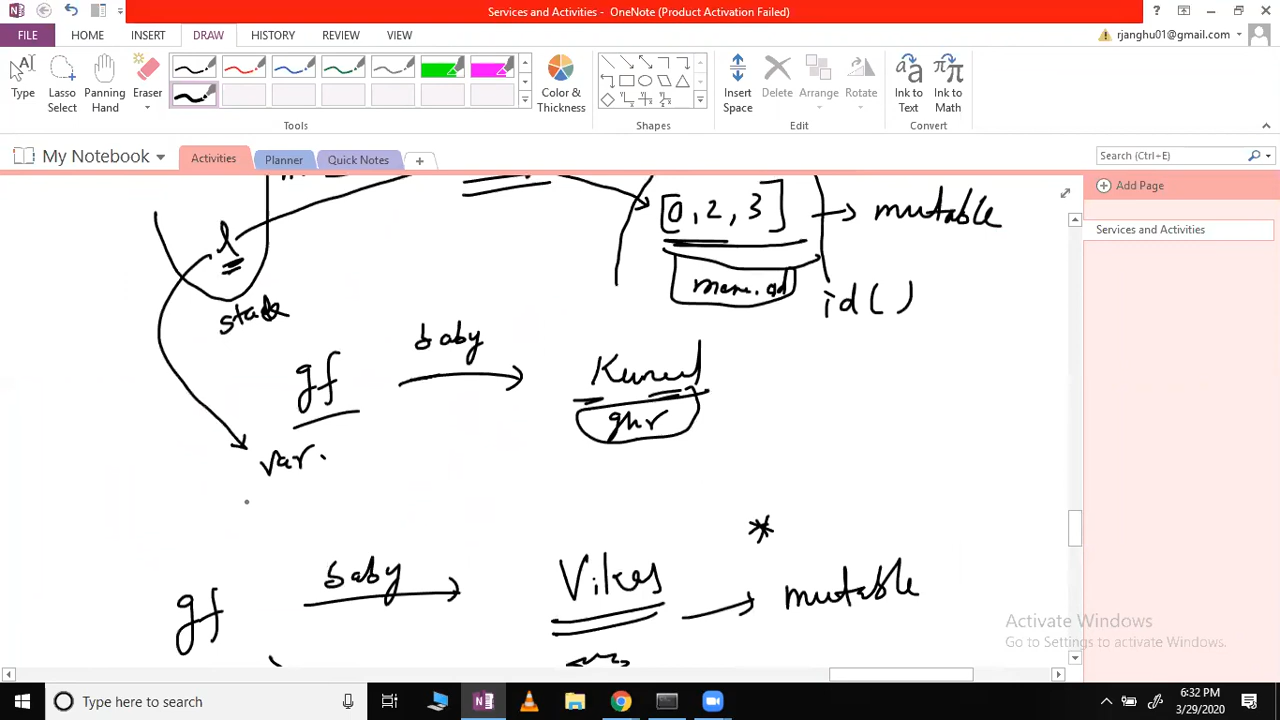 Services and Activities - OneNote (Product Activation Failed)
FILE HOME INSERT DRAW HISTORY REVIEW VIEW
rjanghu01@gmail.com
Type
Lasso Select
Panning Hand
Eraser
Color & Thickness
Insert Space
Delete
Arrange
Rotate
Ink to Text
Ink to Math
Tools Shapes Edit Convert
My Notebook Activities Planner Quick Notes
Search (Ctrl+E)
Add Page
Services and Activities
[0, 2, 3] mutable
l
mem. ad
id()
stack
baby
gf
ghr
var.
*
baby Vikas mutable
gf
Activate Windows
Go to Settings to activate Windows.
Type here to search
6:32 PM
3/29/2020